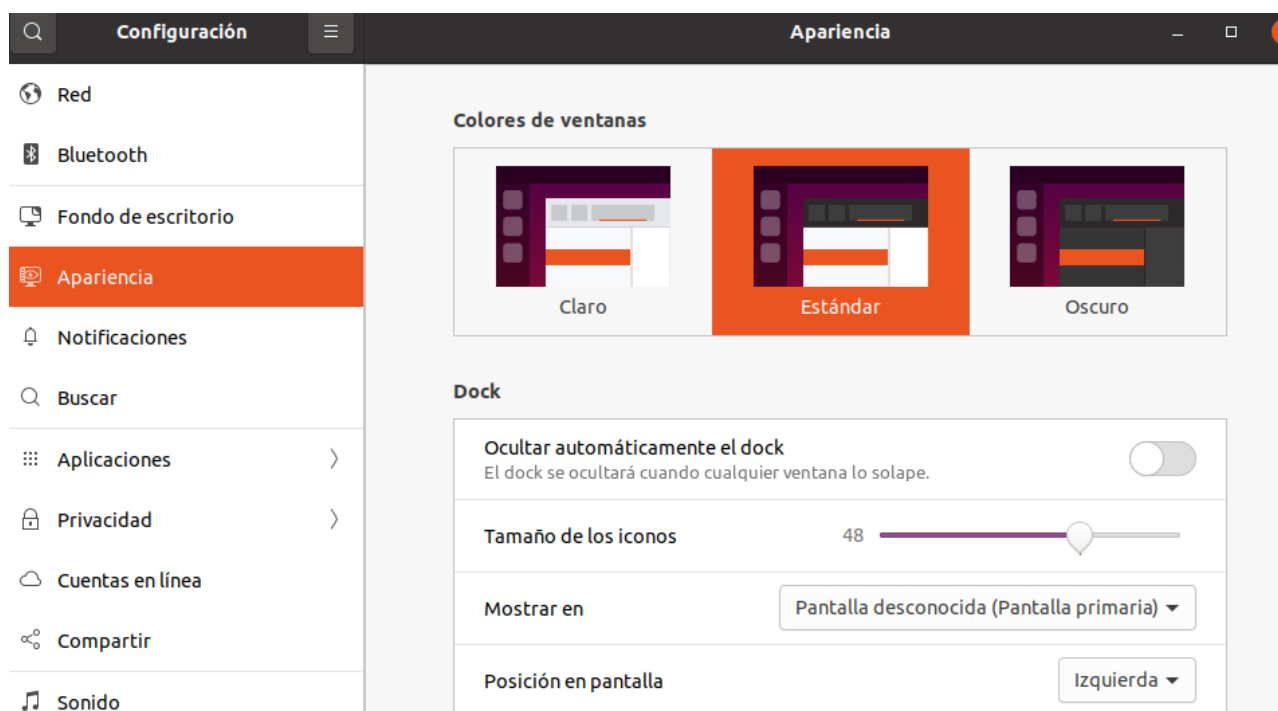 Configuración
Apariencia
Red
Bluetooth
Fondo de escritorio
Apariencia
Notificaciones
Buscar
Aplicaciones
Privacidad
Cuentas en línea
Compartir
Sonido
Colores de ventanas
Claro
Estándar
Oscuro
Dock
Ocultar automáticamente el dock
El dock se ocultará cuando cualquier ventana lo solape.
Tamaño de los iconos
48
Mostrar en
Pantalla desconocida (Pantalla primaria)
Posición en pantalla
Izquierda